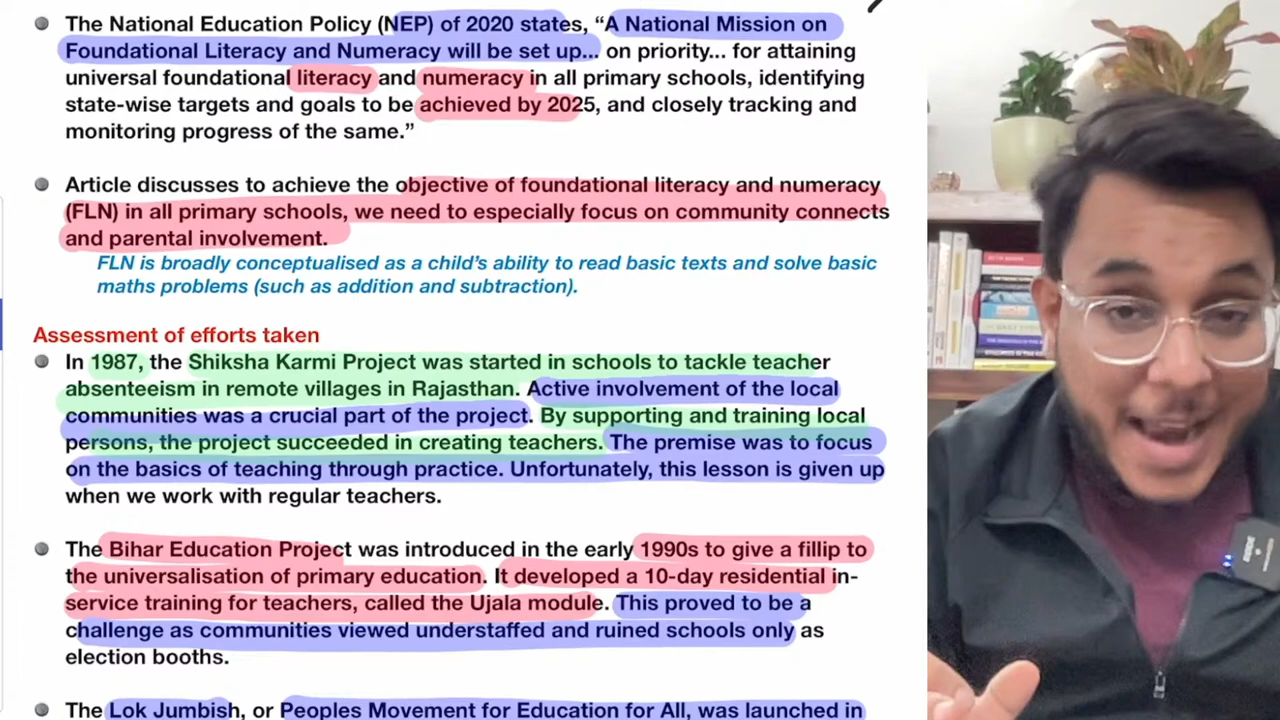 The National Education Policy (NEP) of 2020 states, “A National Mission on
Foundational Literacy and Numeracy will be set up... on priority... for attaining
universal foundational literacy and numeracy in all primary schools, identifying
state-wise targets and goals to be achieved by 2025, and closely tracking and
monitoring progress of the same.”
Article discusses to achieve the objective of foundational literacy and numeracy
(FLN) in all primary schools, we need to especially focus on community connects
and parental involvement.
FLN is broadly conceptualised as a child’s ability to read basic texts and solve basic
maths problems (such as addition and subtraction).
Assessment of efforts taken
In 1987, the Shiksha Karmi Project was started in schools to tackle teacher
absenteeism in remote villages in Rajasthan. Active involvement of the local
communities was a crucial part of the project. By supporting and training local
persons, the project succeeded in creating teachers. The premise was to focus
on the basics of teaching through practice. Unfortunately, this lesson is given up
when we work with regular teachers.
The Bihar Education Project was introduced in the early 1990s to give a fillip to
the universalisation of primary education. It developed a 10-day residential in-
service training for teachers, called the Ujala module. This proved to be a
challenge as communities viewed understaffed and ruined schools only as
election booths.
The Lok Jumbish, or Peoples Movement for Education for All, was launched in